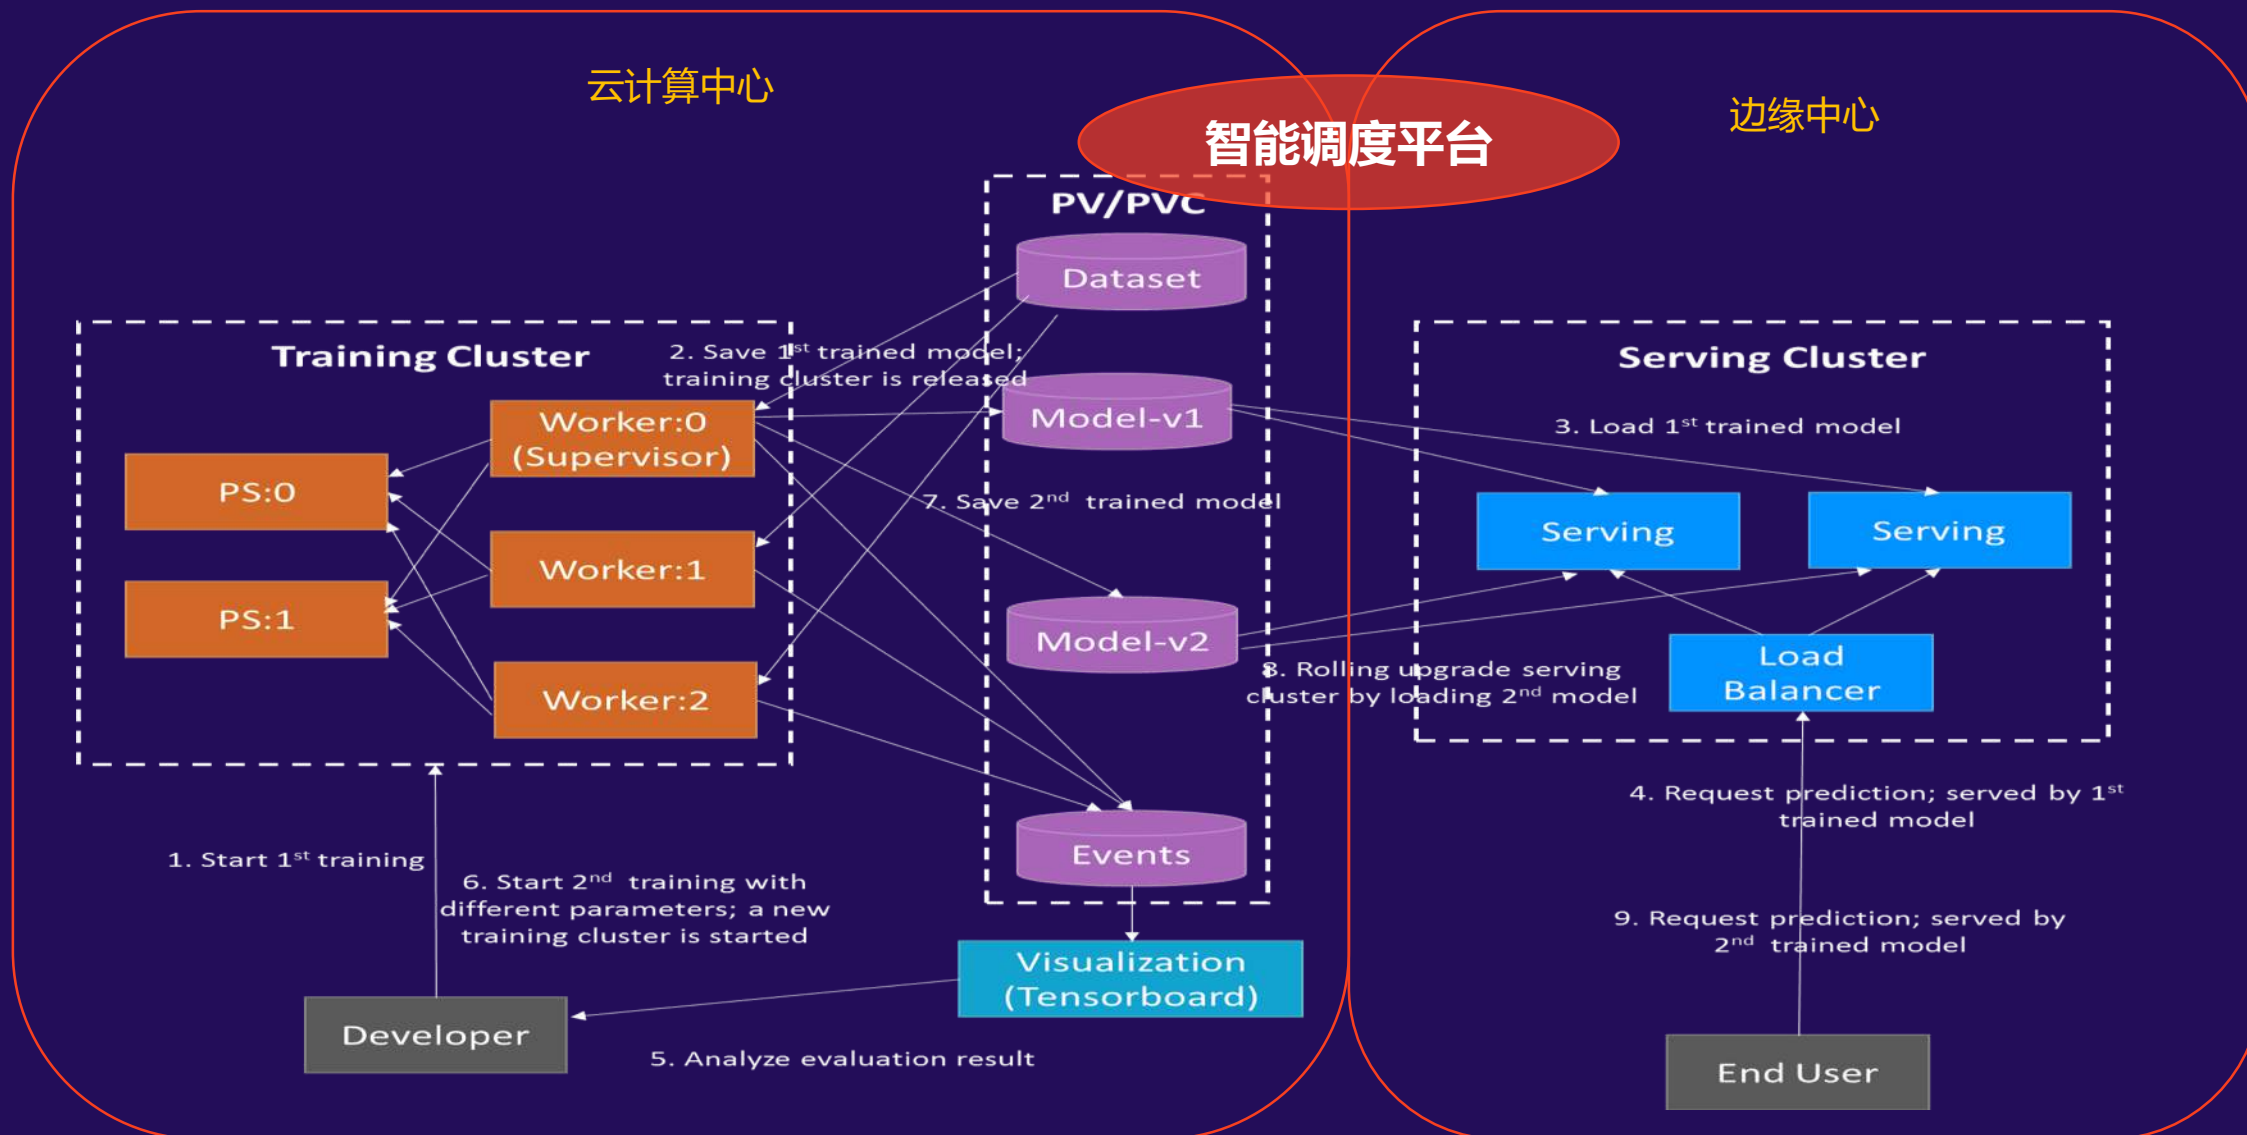 云计算中心
智能调度平台
边缘中心
PV/PVC
Dataset
Training Cluster
2. Save 1st trained model;
training cluster is released
Worker:0
(Supervisor)
Model-v1
PS:0
7. Save 2nd trained model
Worker:1
PS:1
Model-v2
Worker:2
Events
1. Start 1st training
6. Start 2nd training with
different parameters; a new
training cluster is started
Visualization
(Tensorboard)
Developer
5. Analyze evaluation result
Serving Cluster
3. Load 1st trained model
Serving
Serving
8. Rolling upgrade serving
cluster by loading 2nd model
Load
Balancer
4. Request prediction; served by 1st
trained model
9. Request prediction; served by
2nd trained model
End User